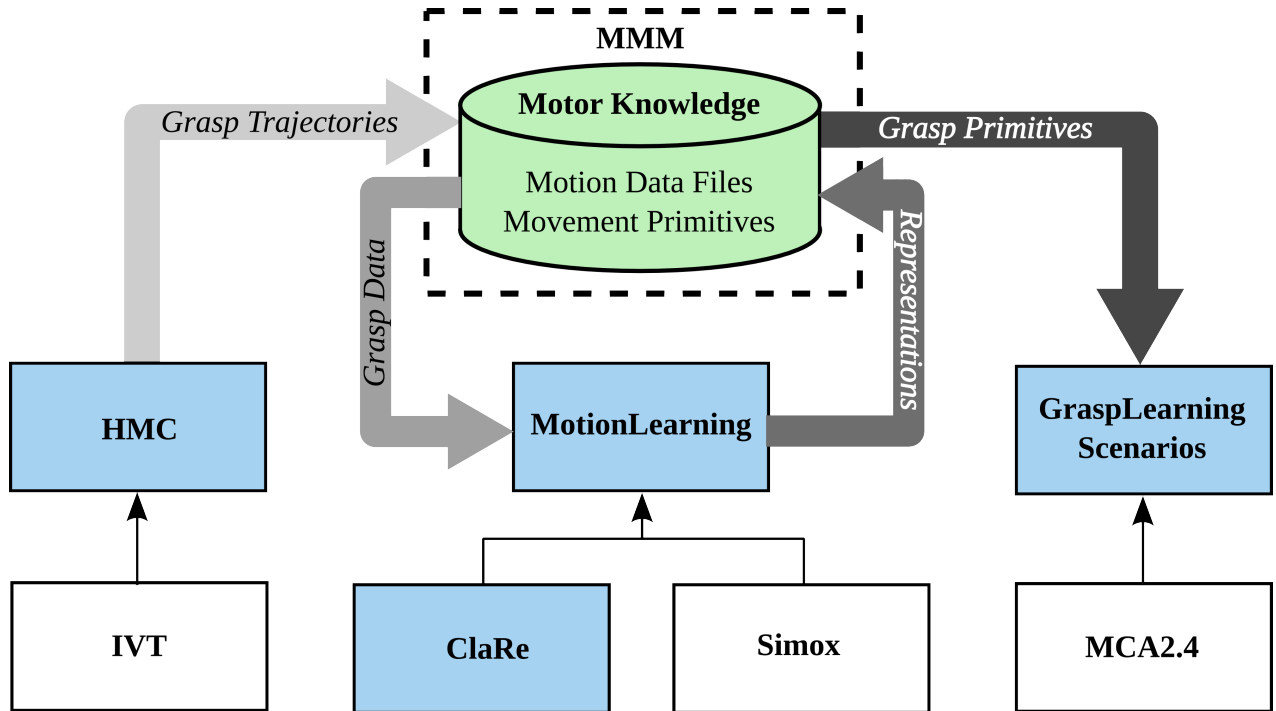 MMM
Motor Knowledge
Grasp Trajectories
Grasp Primitives
Motion Data Files
Movement Primitives
Grasp Data
Representations
HMC
MotionLearning
GraspLearning
Scenarios
IVT
ClaRe
Simox
MCA2.4